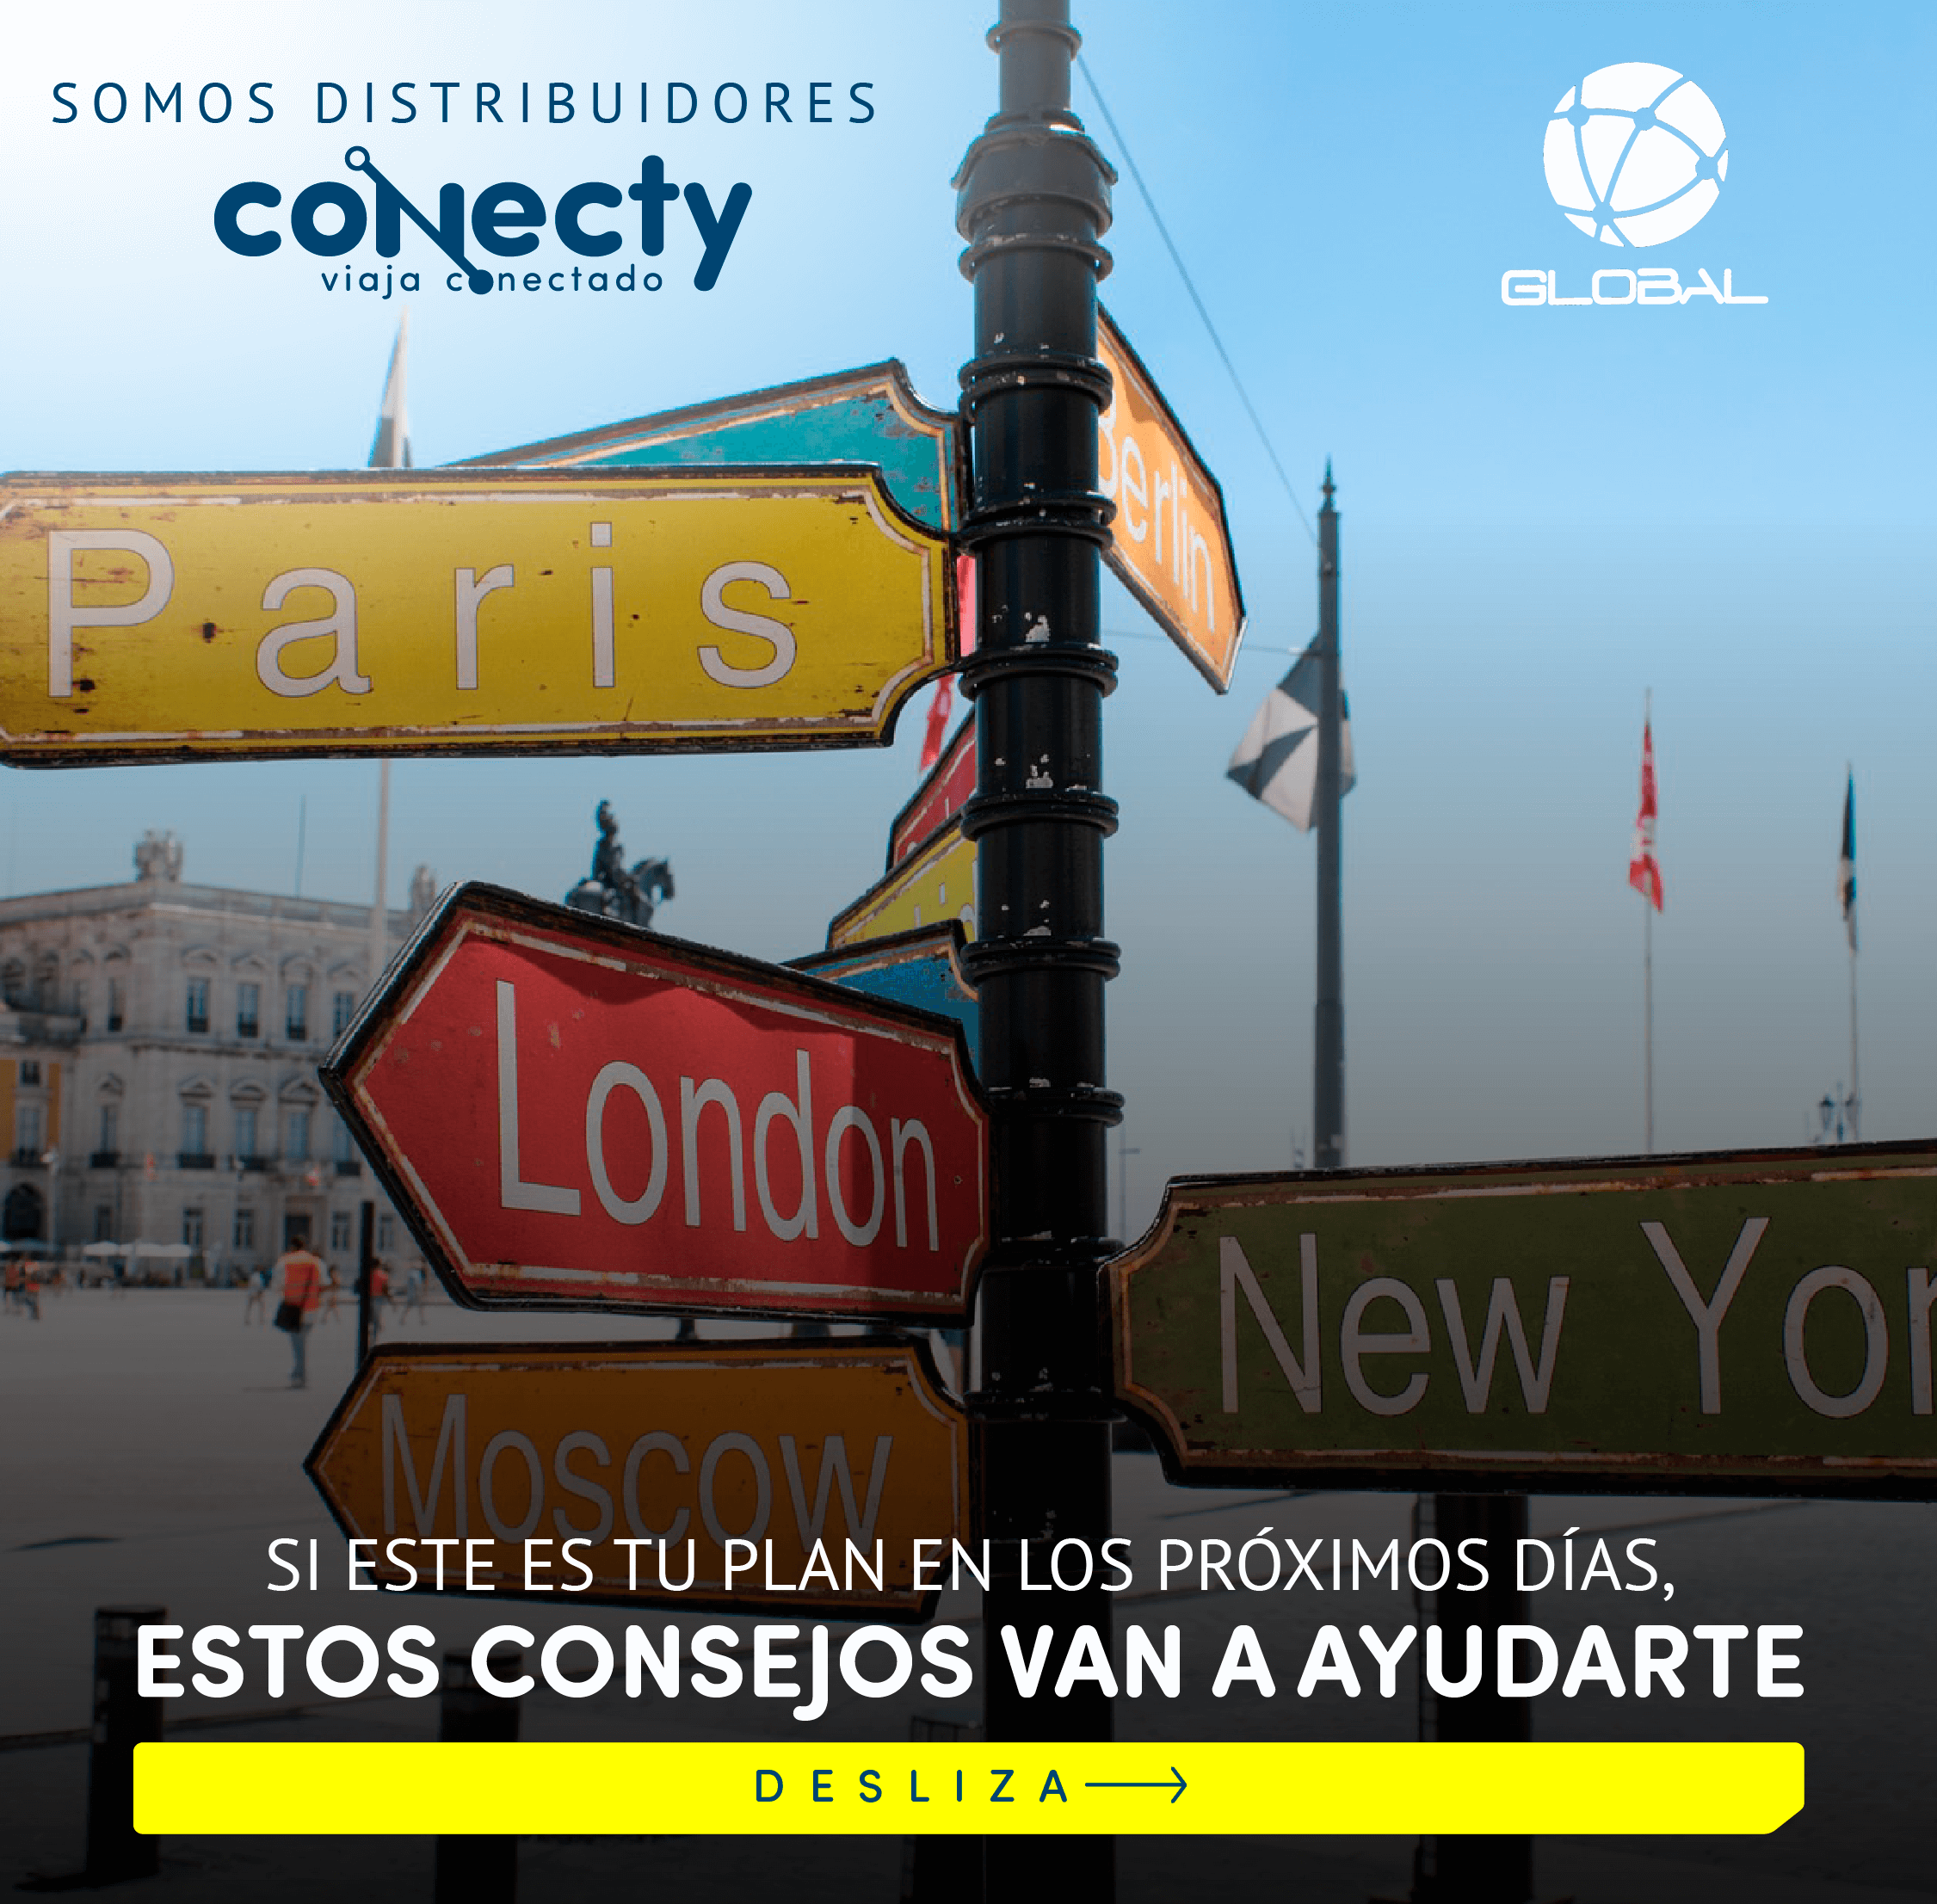 SOMOS DISTRIBUIDORES
coNecty
viaja conectado
GLOBAL
Berlin
Paris
London
New Yor
Moscow
SI ESTE ES TU PLAN EN LOS PRÓXIMOS DÍAS,
ESTOS CONSEJOS VAN A AYUDARTE
DESLIZA